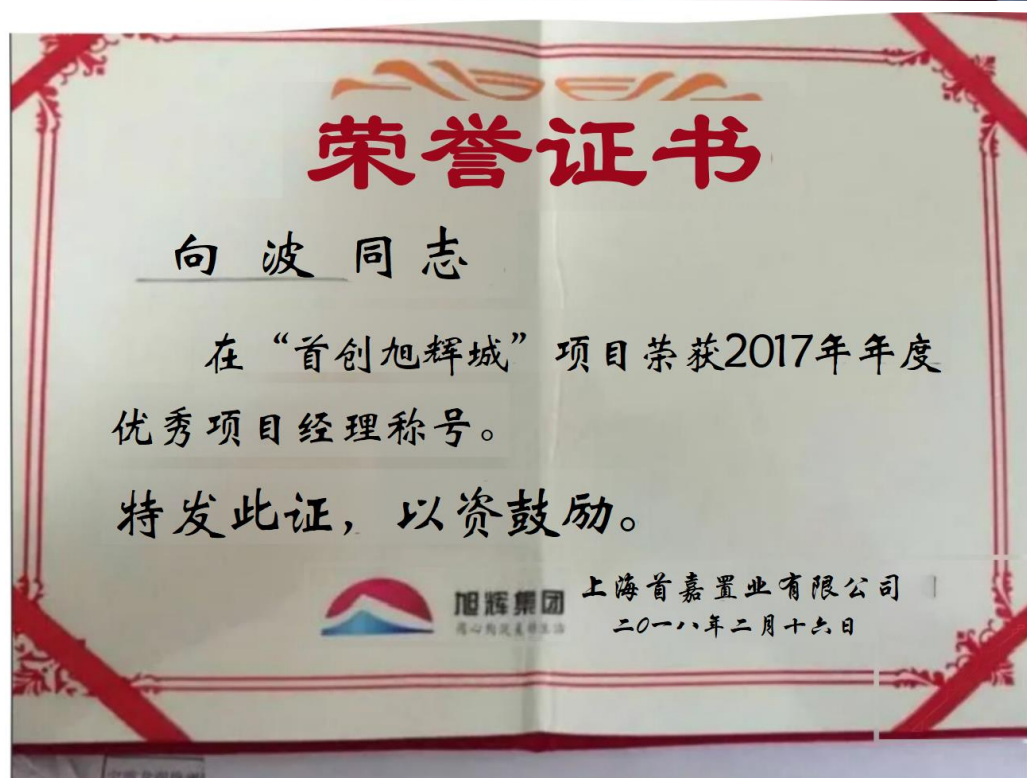 荣誉证书
向波同志
在“首创旭辉城”项目荣获2017年年度
优秀项目经理称号。
特发此证，以资鼓励。
旭辉集团
上海首嘉置业有限公司
二〇一八年二月十六日